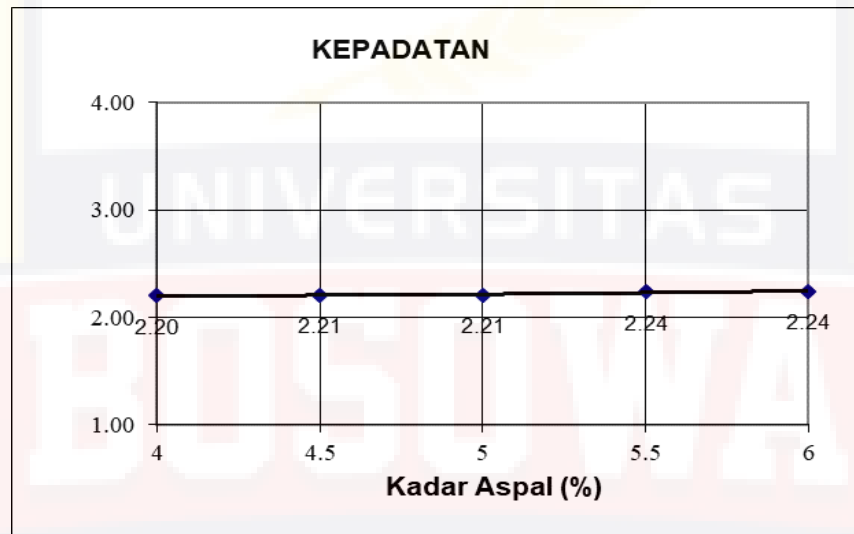 KEPADATAN
4.00
3.00
2.00
1.00
2.20 2.21 2.21 2.24 2.24
4 4.5 5 5.5 6
Kadar Aspal (%)
UNIVERSITAS
BOSOWA